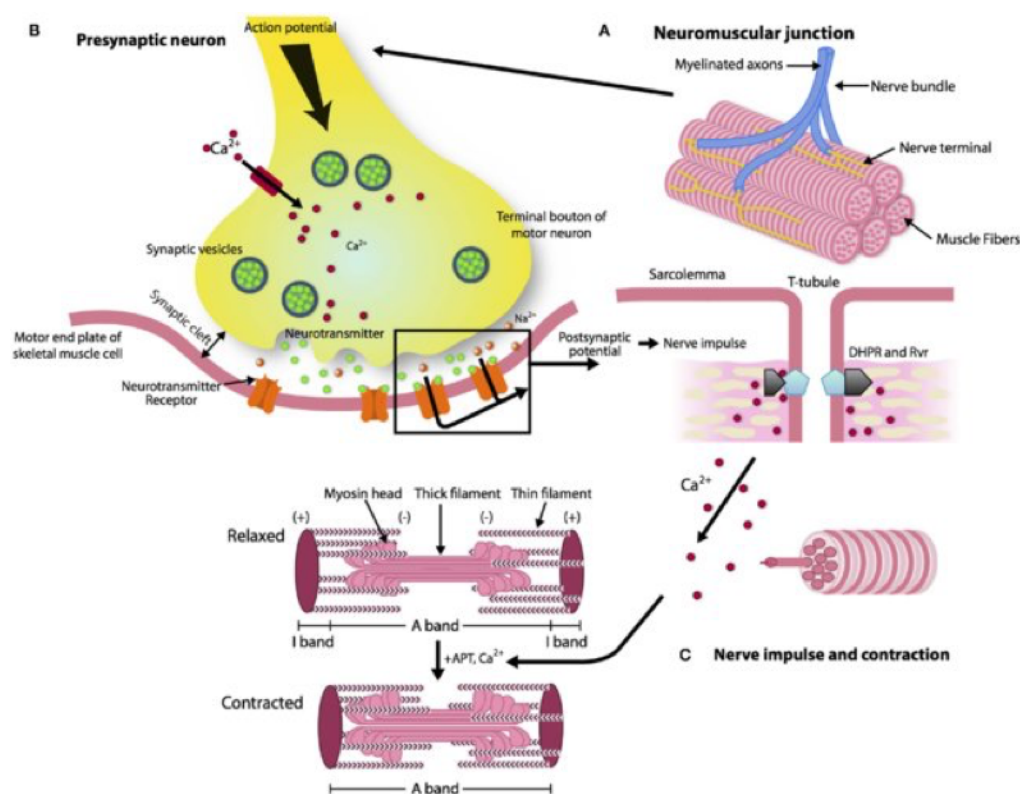 B
Presynaptic neuron
Action potential
Ca2+
Synaptic vesicles
Ca2+
Terminal bouton of
motor neuron
Synaptic cleft
Neurotransmitter
Na2+
Motor end plate of
skeletal muscle cell
Neurotransmitter
Receptor
Postsynaptic
potential
A
Neuromuscular junction
Myelinated axons
Nerve bundle
Nerve terminal
Muscle Fibers
Sarcolemma
T-tubule
Nerve impulse
DHPR and Rvr
Ca2+
C Nerve impulse and contraction
Myosin head
Thick filament
Thin filament
(+)
(-)
(-)
(+)
Relaxed
I band
A band
I band
+APT, Ca2+
Contracted
A band